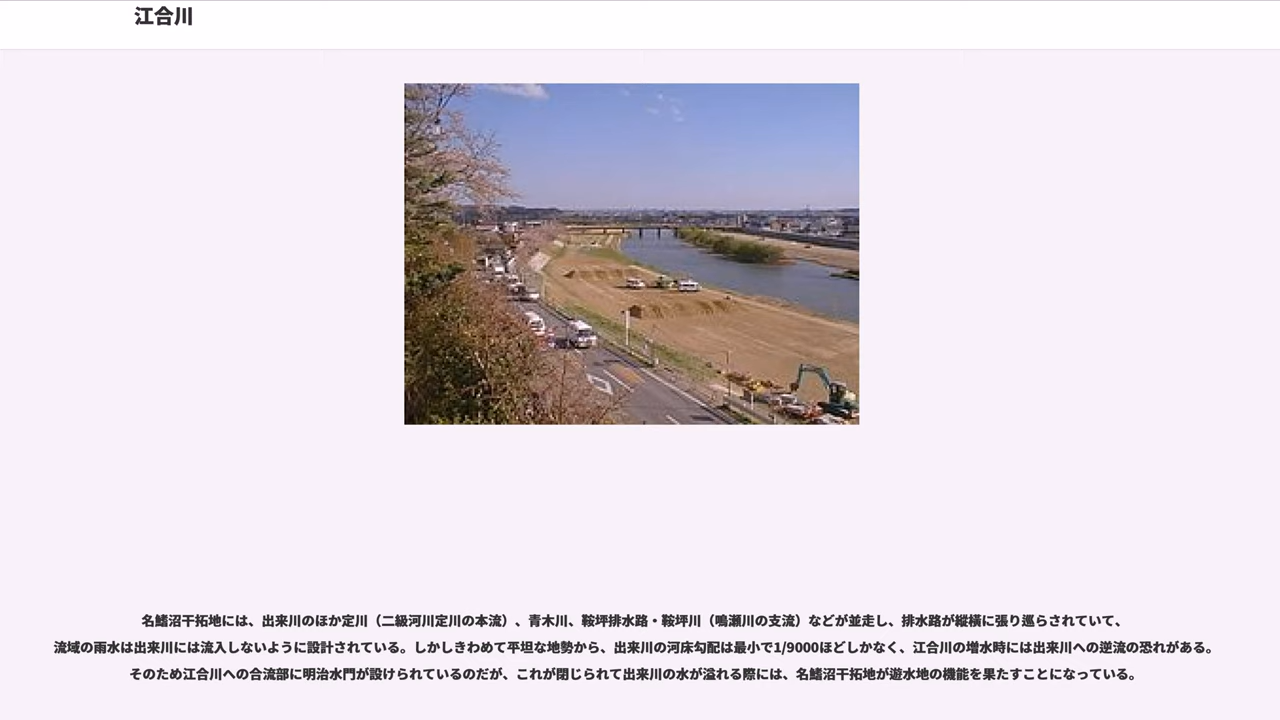 江合川
名鰭沼干拓地には、出来川のほか定川（二級河川定川の本流）、青木川、鞍坪排水路・鞍坪川（鳴瀬川の支流）などが並走し、排水路が縦横に張り巡らされていて、
流域の雨水は出来川には流入しないように設計されている。しかしきわめて平坦な地勢から、出来川の河床勾配は最小で1/9000ほどしかなく、江合川の増水時には出来川への逆流の恐れがある。
そのため江合川への合流部に明治水門が設けられているのだが、これが閉じられて出来川の水が溢れる際には、名鰭沼干拓地が遊水地の機能を果たすことになっている。